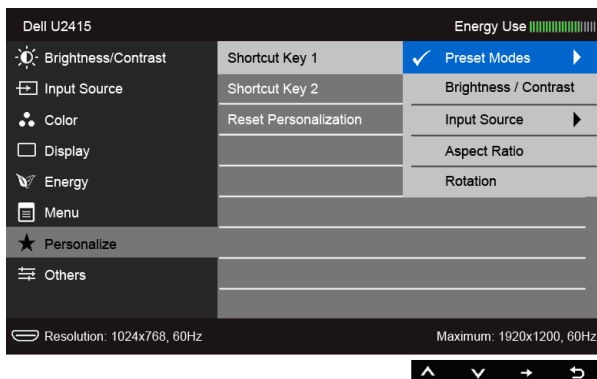 Dell U2415 Energy Use
Brightness/Contrast Shortcut Key 1 Preset Modes
Input Source Shortcut Key 2 Brightness / Contrast
Color Reset Personalization Input Source
Display Aspect Ratio
Energy Rotation
Menu
Personalize
Others
Resolution: 1024x768, 60Hz Maximum: 1920x1200, 60Hz